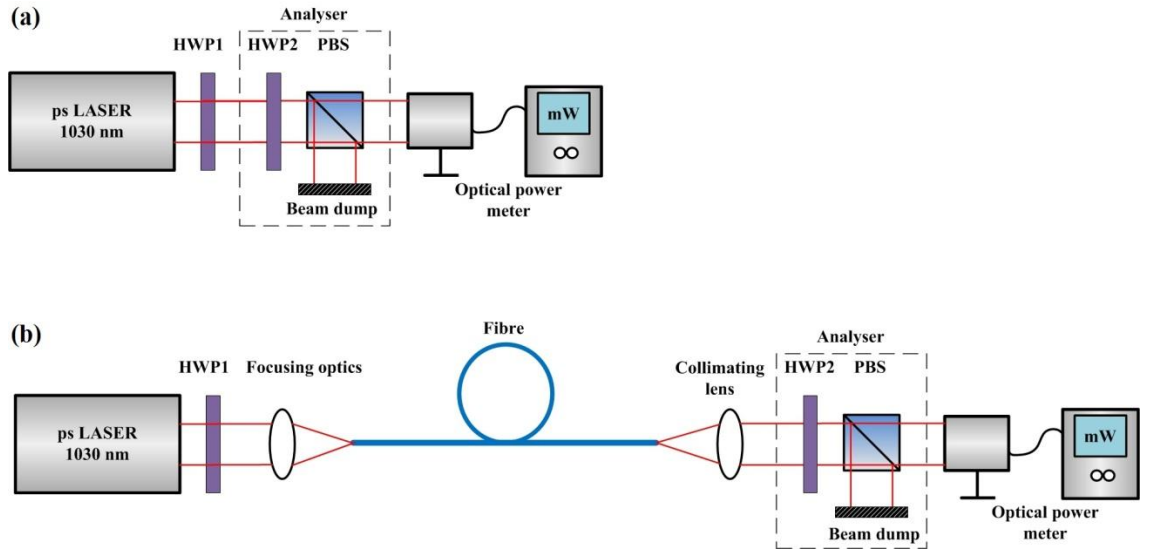 (a)
Analyser
HWP1
HWP2
PBS
ps LASER
1030 nm
mW
Optical power
meter
Beam dump
(b)
Fibre
Analyser
HWP1
Focusing optics
Collimating
lens
HWP2
PBS
ps LASER
1030 nm
mW
Optical power
meter
Beam dump